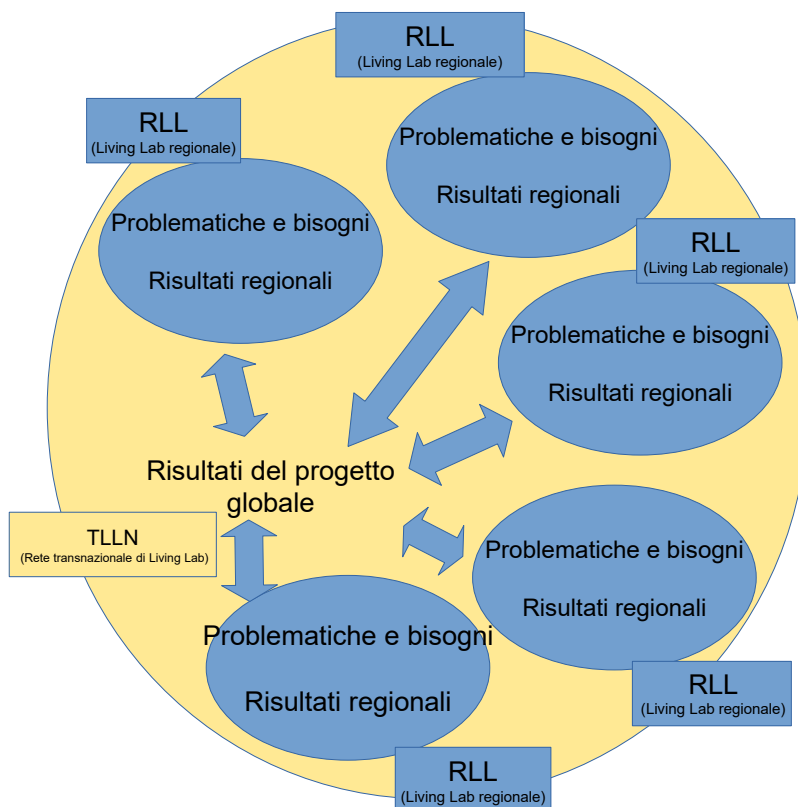 RLL
(Living Lab regionale)
Problematiche e bisogni
Risultati regionali
RLL
(Living Lab regionale)
Problematiche e bisogni
Risultati regionali
RLL
(Living Lab regionale)
Problematiche e bisogni
Risultati regionali
Risultati del progetto
globale
TLLN
(Rete transnazionale di Living Lab)
Problematiche e bisogni
Risultati regionali
RLL
(Living Lab regionale)
Problematiche e bisogni
Risultati regionali
RLL
(Living Lab regionale)